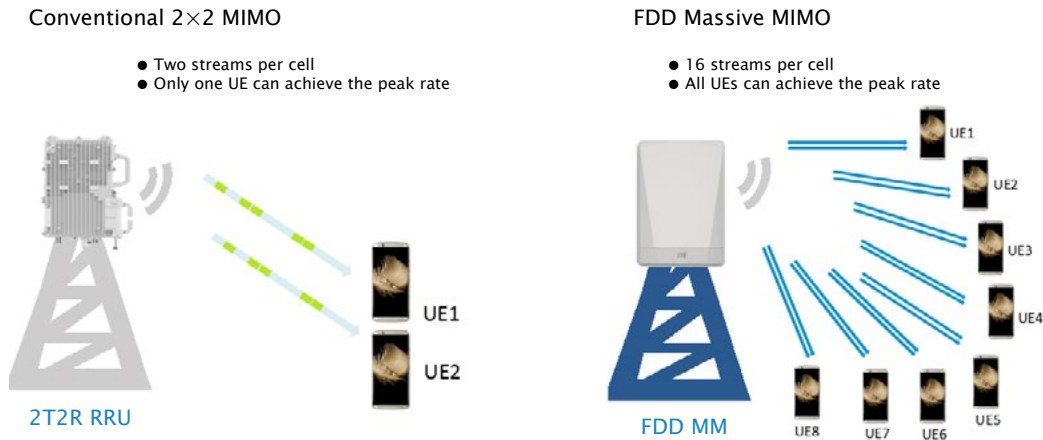 Conventional 2×2 MIMO
● Two streams per cell
● Only one UE can achieve the peak rate
UE1
UE2
2T2R RRU
FDD Massive MIMO
● 16 streams per cell
● All UEs can achieve the peak rate
UE1
UE2
UE3
UE4
UE5
UE6
UE7
UE8
FDD MM